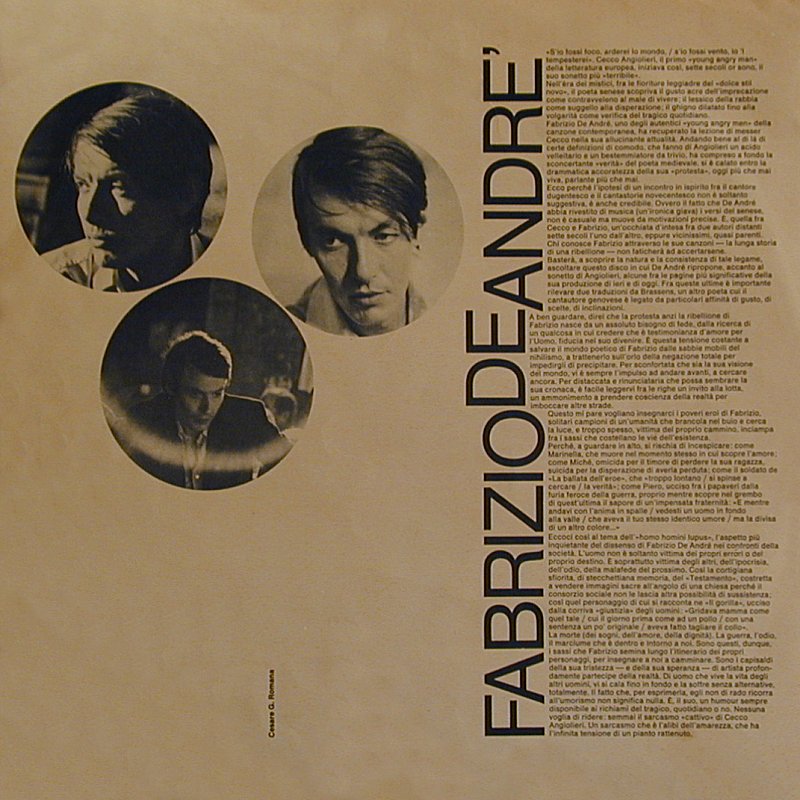 FABRIZIO DE ANDRE'
«S'io fossi foco, arderei lo mondo, / s'io fossi vento, io 'l
tempesterei». Cecco Angiolieri, il primo «young angry man»
della letteratura europea, iniziava così, sette secoli or sono, il
suo sonetto più «terribile».
Nell'èra dei mistici, fra le fioriture leggiadre del «dolce stil
novo», il poeta senese scopriva il gusto acre dell'imprecazione
come contravveleno al male di vivere; il lessico della rabbia
come suggello alla disperazione; il ghigno dilatato fino alla
volgarità come verifica del tragico quotidiano.
Fabrizio De André, uno degli autentici «young angry men» della
canzone contemporanea, ha recuperato la lezione di messer
Cecco nella sua allucinante attualità. Andando bene al di là di
certe definizioni di comodo, che fanno di Angiolieri un acido
velleitario e un bestemmiatore da trivio, ha compreso a fondo la
sconcertante «verità» del poeta medievale, si è calato entro la
drammatica accoratezza della sua «protesta», oggi più che mai
viva, parlante più che mai.
Ecco perché l'ipotesi di un incontro in ispirito fra il cantore
dugentesco e il cantastorie novecentesco non è soltanto
suggestiva, è anche credibile. Ovvero il fatto che De André
abbia rivestito di musica (un'ironica giava) i versi del senese,
non è casuale ma muove da motivazioni precise. È, quella fra
Cecco e Fabrizio, un'occhiata d'intesa fra due autori distanti
sette secoli l'uno dall'altro, eppure vicinissimi, quasi parenti.
Chi conosce Fabrizio attraverso le sue canzoni — la lunga storia
di una ribellione — non faticherà ad accertarsene.
Basterà, a scoprire la natura e la consistenza di tale legame,
ascoltare questo disco in cui De André ripropone, accanto al
sonetto di Angiolieri, alcune fra le pagine più significative della
sua produzione di ieri e di oggi. Fra queste ultime è importante
rilevare due traduzioni da Brassens, un altro poeta cui il
cantautore genovese è legato da particolari affinità di gusto, di
scelte, di inclinazioni.
A ben guardare, direi che la protesta anzi la ribellione di
Fabrizio nasce da un assoluto bisogno di fede, dalla ricerca di
un qualcosa in cui credere che è testimonianza d'amore per
l'Uomo, fiducia nel suo divenire. È questa tensione costante a
salvare il mondo poetico di Fabrizio dalle sabbie mobili del
nihilismo, a trattenerlo sull'orlo della negazione totale per
impedirgli di precipitare. Per sconfortata che sia la sua visione
del mondo, vi è sempre l'impulso ad andare avanti, a cercare
ancora. Per distaccata e rinunciataria che possa sembrare la
sua cronaca, è facile leggervi fra le righe un invito alla lotta,
un ammonimento a prendere coscienza della realtà per
imboccare altre strade.
Questo mi pare vogliano insegnarci i poveri eroi di Fabrizio,
solitari campioni di un'umanità che brancola nel buio e cerca
la luce, e troppo spesso, vittima del proprio cammino, inciampa
fra i sassi che costellano le vie dell'esistenza.
Perché, a guardare in alto, si rischia di incespicare: come
Marinella, che muore nel momento stesso in cui scopre l'amore;
come Michè, omicida per il timore di perdere la sua ragazza,
suicida per la disperazione di averla perduta; come il soldato de
«La ballata dell'eroe», che «troppo lontano / si spinse a
cercare / la verità»; come Piero, ucciso fra i papaveri dalla
furia feroce della guerra, proprio mentre scopre nel grembo
di quest'ultima il sapore di un'impensata fraternità: «E mentre
andavi con l'anima in spalle / vedesti un uomo in fondo
alla valle / che aveva il tuo stesso identico umore / ma la divisa
di un altro colore...»
Eccoci così al tema dell'«homo homini lupus», l'aspetto più
inquietante del dissenso di Fabrizio De André nei confronti della
società. L'uomo non è soltanto vittima dei propri errori o del
proprio destino. È soprattutto vittima degli altri, dell'ipocrisia,
dell'odio, della malafede del prossimo. Così la cortigiana
sfiorita, di stecchettiana memoria, del «Testamento», costretta
a vendere immagini sacre all'angolo di una chiesa perché il
consorzio sociale non le lascia altra possibilità di sussistenza;
così quel personaggio di cui si racconta ne «Il gorilla», ucciso
dalla corriva «giustizia» degli uomini: «Gridava mamma come
quel tale / cui il giorno prima come ad un pollo / con una
sentenza un po' originale / aveva fatto tagliare il collo».
La morte (dei sogni, dell'amore, della dignità). La guerra, l'odio,
il marciume che è dentro e intorno a noi. Sono questi, dunque,
i sassi che Fabrizio semina lungo l'itinerario dei propri
personaggi, per insegnare a noi a camminare. Sono i capisaldi
della sua tristezza — e della sua speranza — di artista profon-
damente partecipe della realtà. Di uomo che vive la vita degli
altri uomini, vi si cala fino in fondo e la soffre senza alternative,
totalmente. Il fatto che, per esprimerla, egli non di rado ricorra
all'umorismo non significa nulla. È, il suo, un humour sempre
disponibile ai richiami del tragico, quotidiano o no. Nessuna
voglia di ridere: semmai il sarcasmo «cattivo» di Cecco
Angiolieri. Un sarcasmo che è l'alibi dell'amarezza, che ha
l'infinita tensione di un pianto rattenuto.
Cesare G. Romana